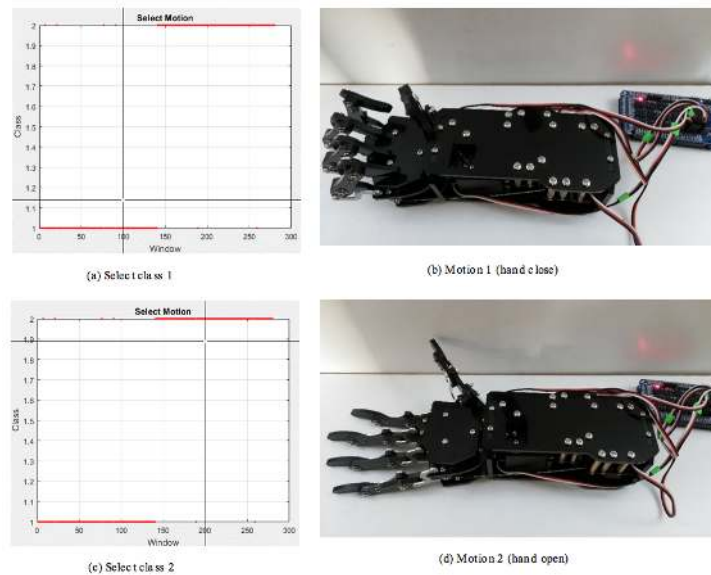 Select Motion
2
1.9
1.8
1.7
1.6
1.5
1.4
1.3
1.2
1.1
1
Class
0 50 100 150 200 250 300
Window
(a) Select class 1
(b) Motion 1 (hand close)
Select Motion
2
1.9
1.8
1.7
1.6
1.5
1.4
1.3
1.2
1.1
1
Class
0 50 100 150 200 250 300
Window
(c) Select class 2
(d) Motion 2 (hand open)